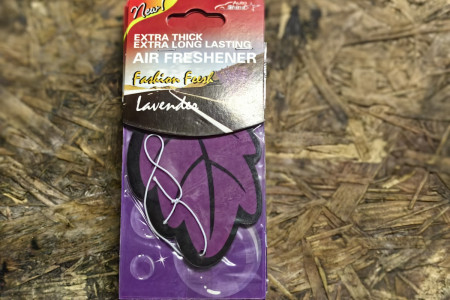 New!
EXTRA THICK
EXTRA LONG LASTING
AIR FRESHENER
Fashion Fresh
Lavender